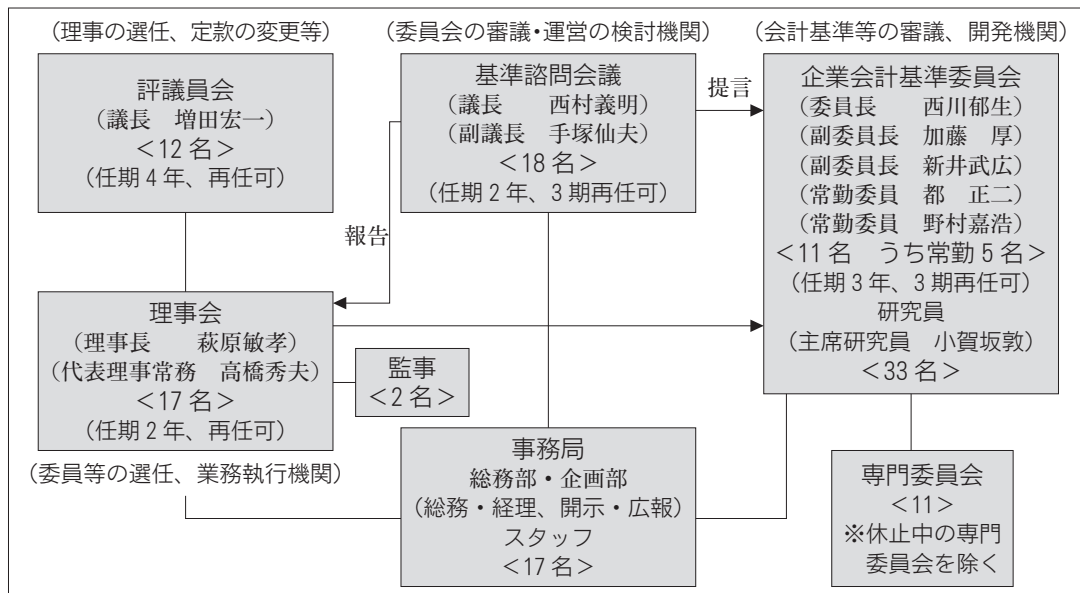 （理事の選任、定款の変更等）
評議員会
（議長　増田宏一）
＜12 名＞
（任期 4 年、再任可）
（委員会の審議・運営の検討機関）
基準諮問会議
（議長　　西村義明）
（副議長　手塚仙夫）
＜18 名＞
（任期 2 年、3 期再任可）
提言
報告
（会計基準等の審議、開発機関）
企業会計基準委員会
（委員長　　西川郁生）
（副委員長　加藤　厚）
（副委員長　新井武広）
（常勤委員　都　正二）
（常勤委員　野村嘉浩）
＜11 名　うち常勤 5 名＞
（任期 3 年、3 期再任可）
研究員
（主席研究員　小賀坂敦）
＜33 名＞
理事会
（理事長　　萩原敏孝）
（代表理事常務　高橋秀夫）
＜17 名＞
（任期 2 年、再任可）
（委員等の選任、業務執行機関）
監事
＜2 名＞
事務局
総務部・企画部
（総務・経理、開示・広報）
スタッフ
＜17 名＞
専門委員会
＜11＞
※休止中の専門
委員会を除く